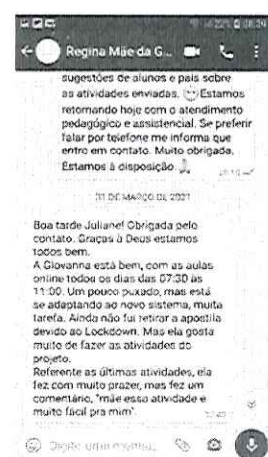 Regina Mãe da G...
sugestões de alunos e pais sobre
as atividades enviadas. Estamos
retornando hoje com o atendimento
pedagógico e assistencial. Se preferir
falar por telefone me informa que
entro em contato. Muito obrigada.
Estamos à disposição.
31 DE MARÇO DE 2021
Boa tarde Juliane! Obrigada pelo
contato. Graças à Deus estamos
todos bem.
A Giovanna está bem, com as aulas
online todos os dias das 07:30 às
11:00. Um pouco puxado, mas está
se adaptando ao novo sistema, muita
tarefa. Ainda não fui retirar a apostila
devido ao Lockdown. Mas ela gosta
muito de fazer as atividades do
projeto.
Referente as últimas atividades, ela
fez com muito prazer, mas fez um
comentário, "mãe essa atividade e
muito fácil pra mim".